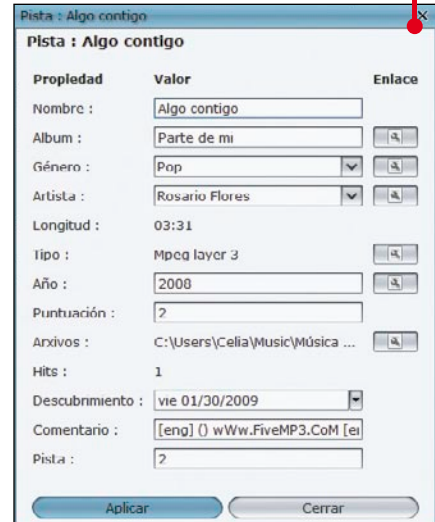 Pista : Algo contigo
Pista : Algo contigo
Propiedad Valor Enlace
Nombre : Algo contigo
Album : Parte de mi
Género : Pop
Artista : Rosario Flores
Longitud : 03:31
Tipo : Mpeg layer 3
Año : 2008
Puntuación : 2
Arxivos : C:\Users\Celia\Music\Música ...
Hits : 1
Descubrimiento : vie 01/30/2009
Comentario : [eng] () wWw.FiveMP3.CoM [e
Pista : 2
Aplicar Cerrar